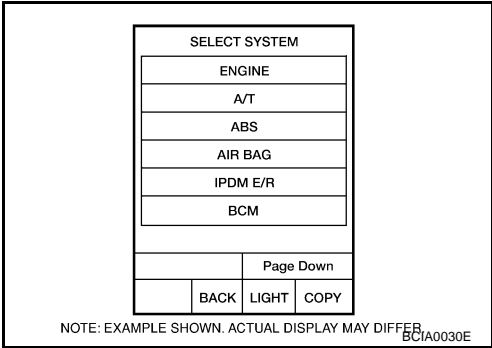 SELECT SYSTEM
ENGINE
A/T
ABS
AIR BAG
IPDM E/R
BCM
Page Down
BACK LIGHT COPY
NOTE: EXAMPLE SHOWN. ACTUAL DISPLAY MAY DIFFER.
BCIA0030E